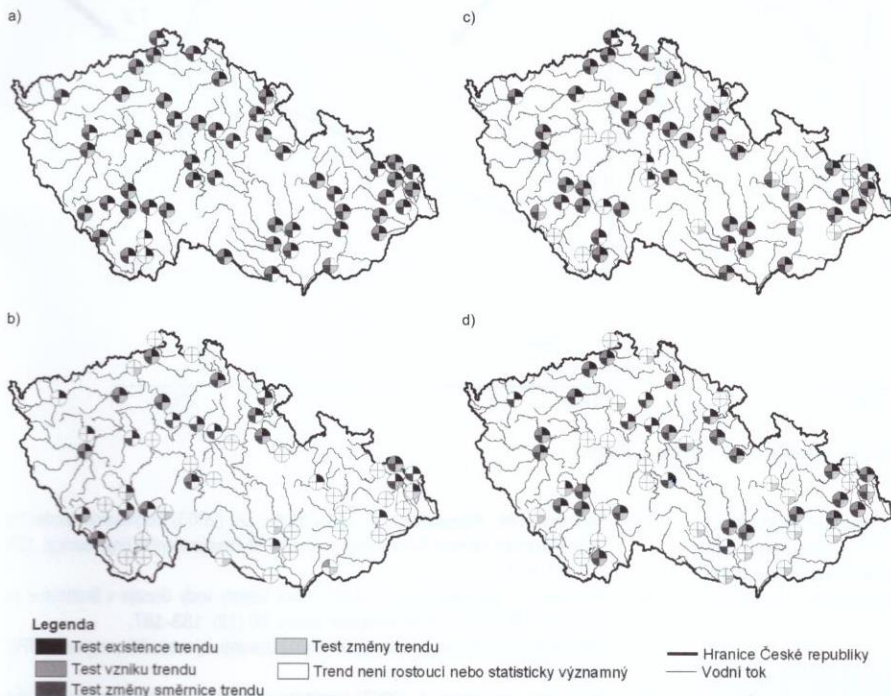 a)
c)
b)
d)
Legenda
Test existence trendu
Test vzniku trendu
Test změny směrnice trendu
Test změny trendu
Trend není rostoucí nebo statisticky významný
Hranice České republiky
Vodní tok